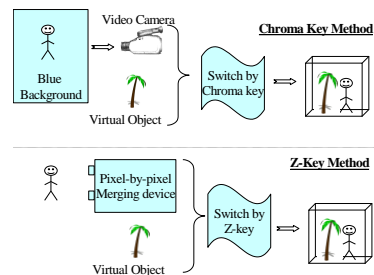 Video Camera
Chroma Key Method
Blue
Background
Switch by
Chroma key
Virtual Object
Z-Key Method
Pixel-by-pixel
Merging device
Switch by
Z-key
Virtual Object